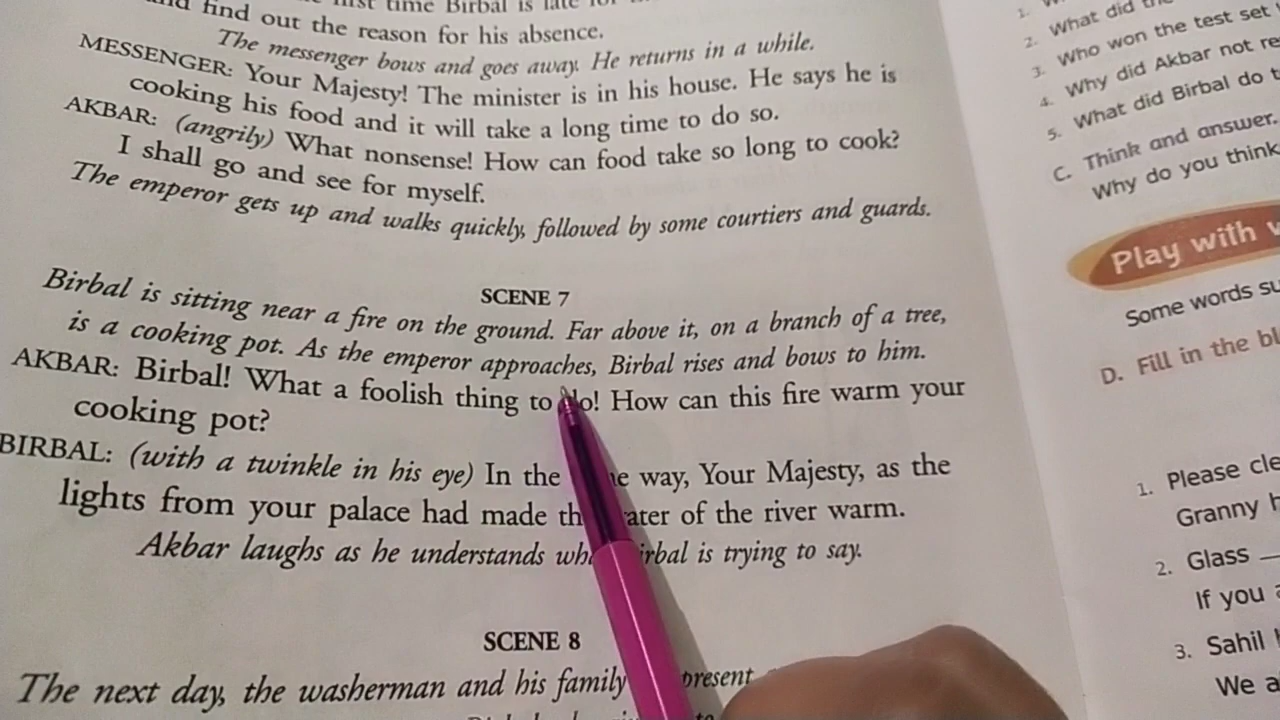 first time Birbal is late for
find out the reason for his absence.
The messenger bows and goes away. He returns in a while.
MESSENGER: Your Majesty! The minister is in his house. He says he is
cooking his food and it will take a long time to do so.
AKBAR: (angrily) What nonsense! How can food take so long to cook?
I shall go and see for myself.
The emperor gets up and walks quickly, followed by some courtiers and guards.
SCENE 7
Birbal is sitting near a fire on the ground. Far above it, on a branch of a tree,
is a cooking pot. As the emperor approaches, Birbal rises and bows to him.
AKBAR: Birbal! What a foolish thing to do! How can this fire warm your
cooking pot?
BIRBAL: (with a twinkle in his eye) In the way, Your Majesty, as the
lights from your palace had made of the river warm.
Akbar laughs as he understands is trying to say.
SCENE 8
The next day, the washerman and his family present
1.
2. What did the
3. Who won the test set
4. Why did Akbar not
5. What did Birbal do
C. Think and answer.
Why do you think
Play with
Some words
D. Fill in the
1. Please
Granny
2. Glass
If you
3. Sahil
We